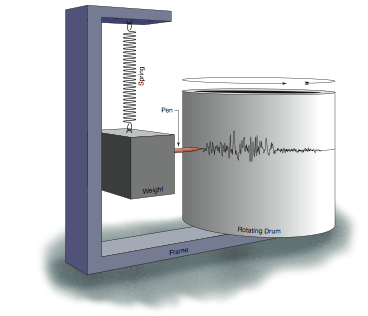 Spring
Pen
Weight
Rotating Drum
Frame